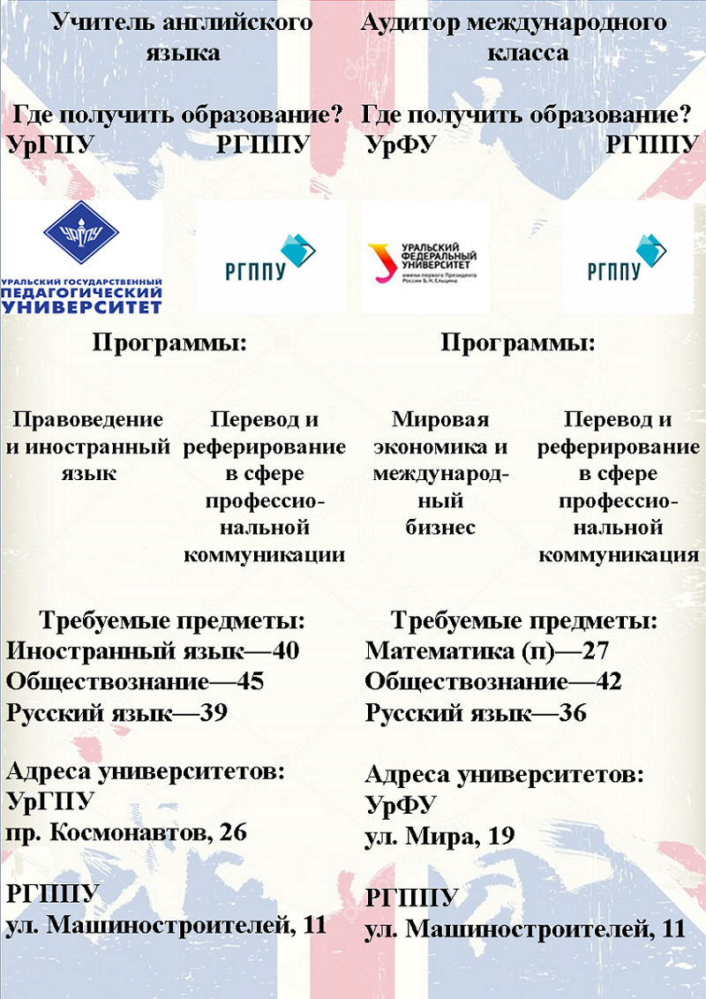 Учитель английского
языка
Где получить образование?
УрГПУ РГППУ
УРГПУ
УРАЛЬСКИЙ ГОСУДАРСТВЕННЫЙ
ПЕДАГОГИЧЕСКИЙ
УНИВЕРСИТЕТ
РГППУ
Программы:
Правоведение
и иностранный
язык
Перевод и
реферирование
в сфере
профессио-
нальной
коммуникации
Требуемые предметы:
Иностранный язык—40
Обществознание—45
Русский язык—39
Адреса университетов:
УрГПУ
пр. Космонавтов, 26
РГППУ
ул. Машиностроителей, 11
Аудитор международного
класса
Где получить образование?
УрФУ РГППУ
УРАЛЬСКИЙ
ФЕДЕРАЛЬНЫЙ
УНИВЕРСИТЕТ
имени первого Президента
России Б.Н.Ельцина
РГППУ
Программы:
Мировая
экономика и
международ-
ный
бизнес
Перевод и
реферирование
в сфере
профессио-
нальной
коммуникация
Требуемые предметы:
Математика (п)—27
Обществознание—42
Русский язык—36
Адреса университетов:
УрФУ
ул. Мира, 19
РГППУ
ул. Машиностроителей, 11